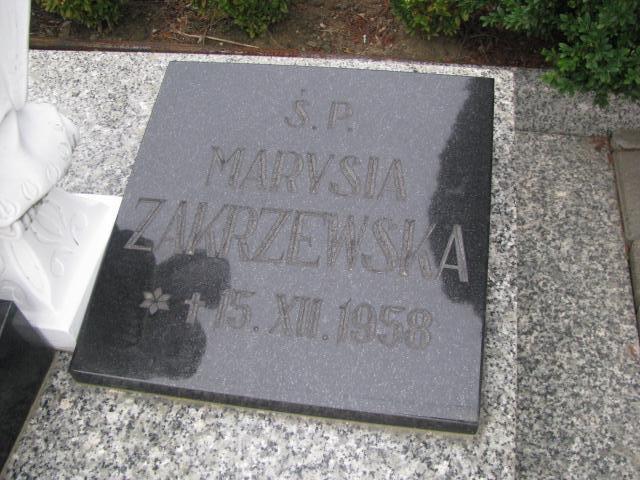 Ś.P.
MARYSIA
ZAKRZEWSKA
* † 15. XII. 1958